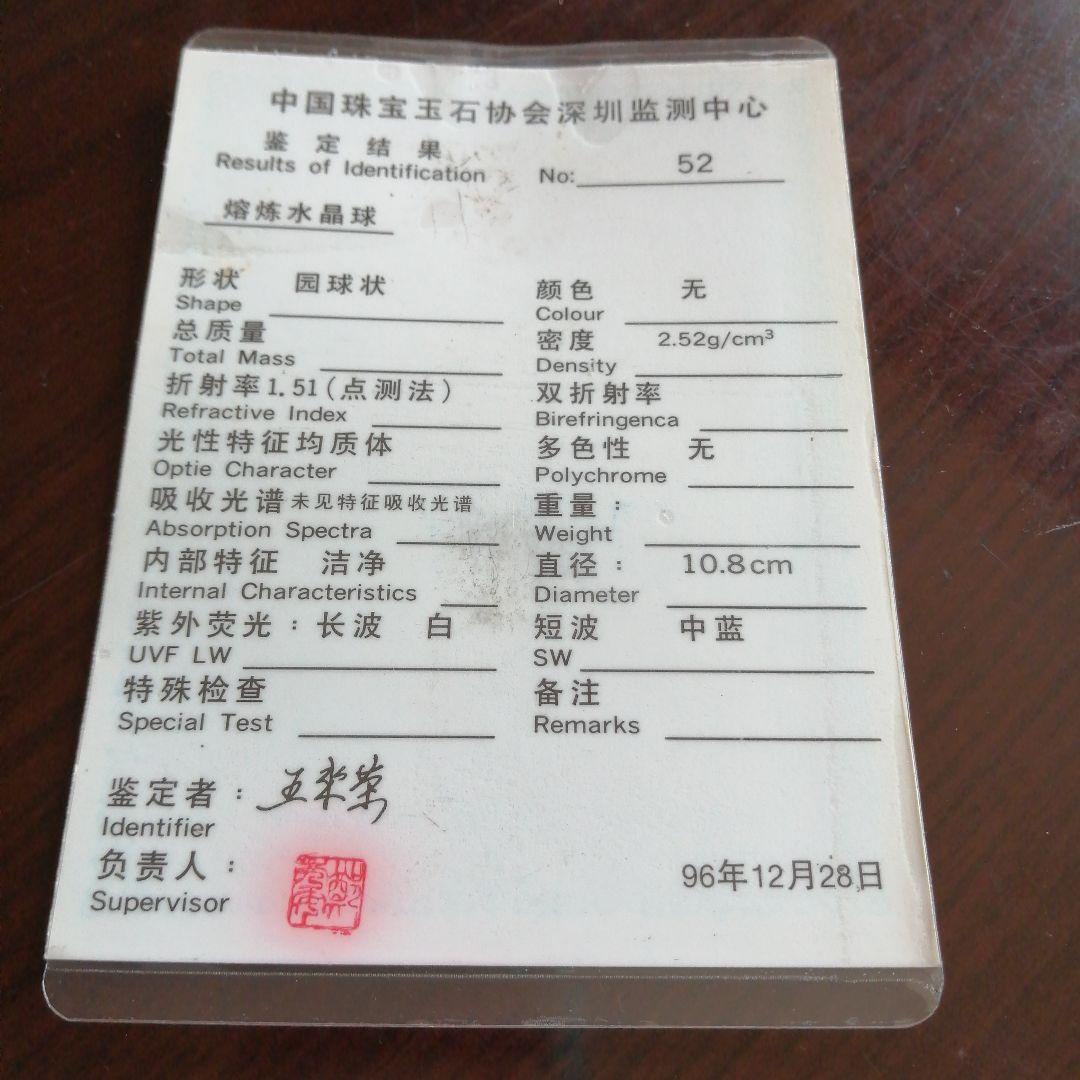 中国珠宝玉石协会深圳监测中心
鉴定结果
Results of Identification No: 52
熔炼水晶球
形状 园球状 颜色 无
Shape Colour
总质量 密度 2.52g/cm³
Total Mass Density
折射率1.51(点测法) 双折射率
Refractive Index Birefringenca
光性特征均质体 多色性 无
Optie Character Polychrome
吸收光谱未见特征吸收光谱 重量:
Absorption Spectra Weight
内部特征 洁净 直径: 10.8cm
Internal Characteristics Diameter
紫外荧光:长波 白 短波 中蓝
UVF LW SW
特殊检查 备注
Special Test Remarks
鉴定者:
Identifier
负责人: 96年12月28日
Supervisor